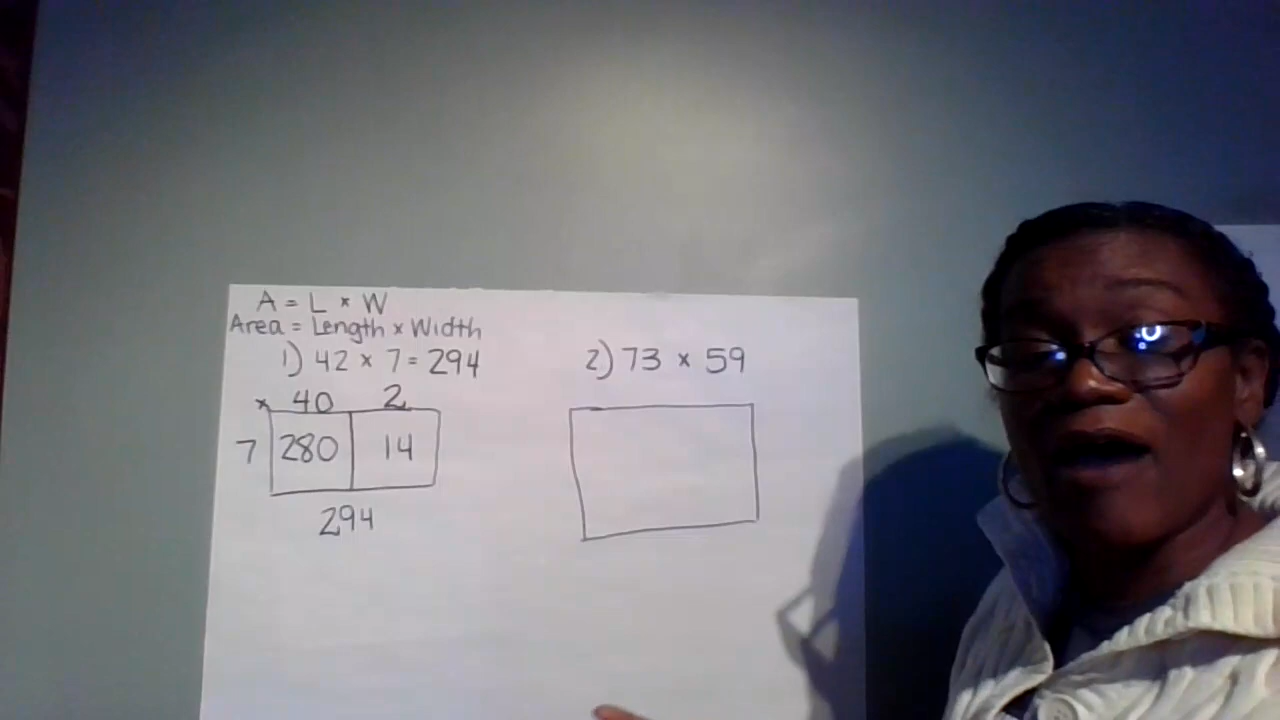 A = L × W
Area = Length × Width
1) 42 × 7 = 294
× 40 2
7 280 14
294
2) 73 × 59